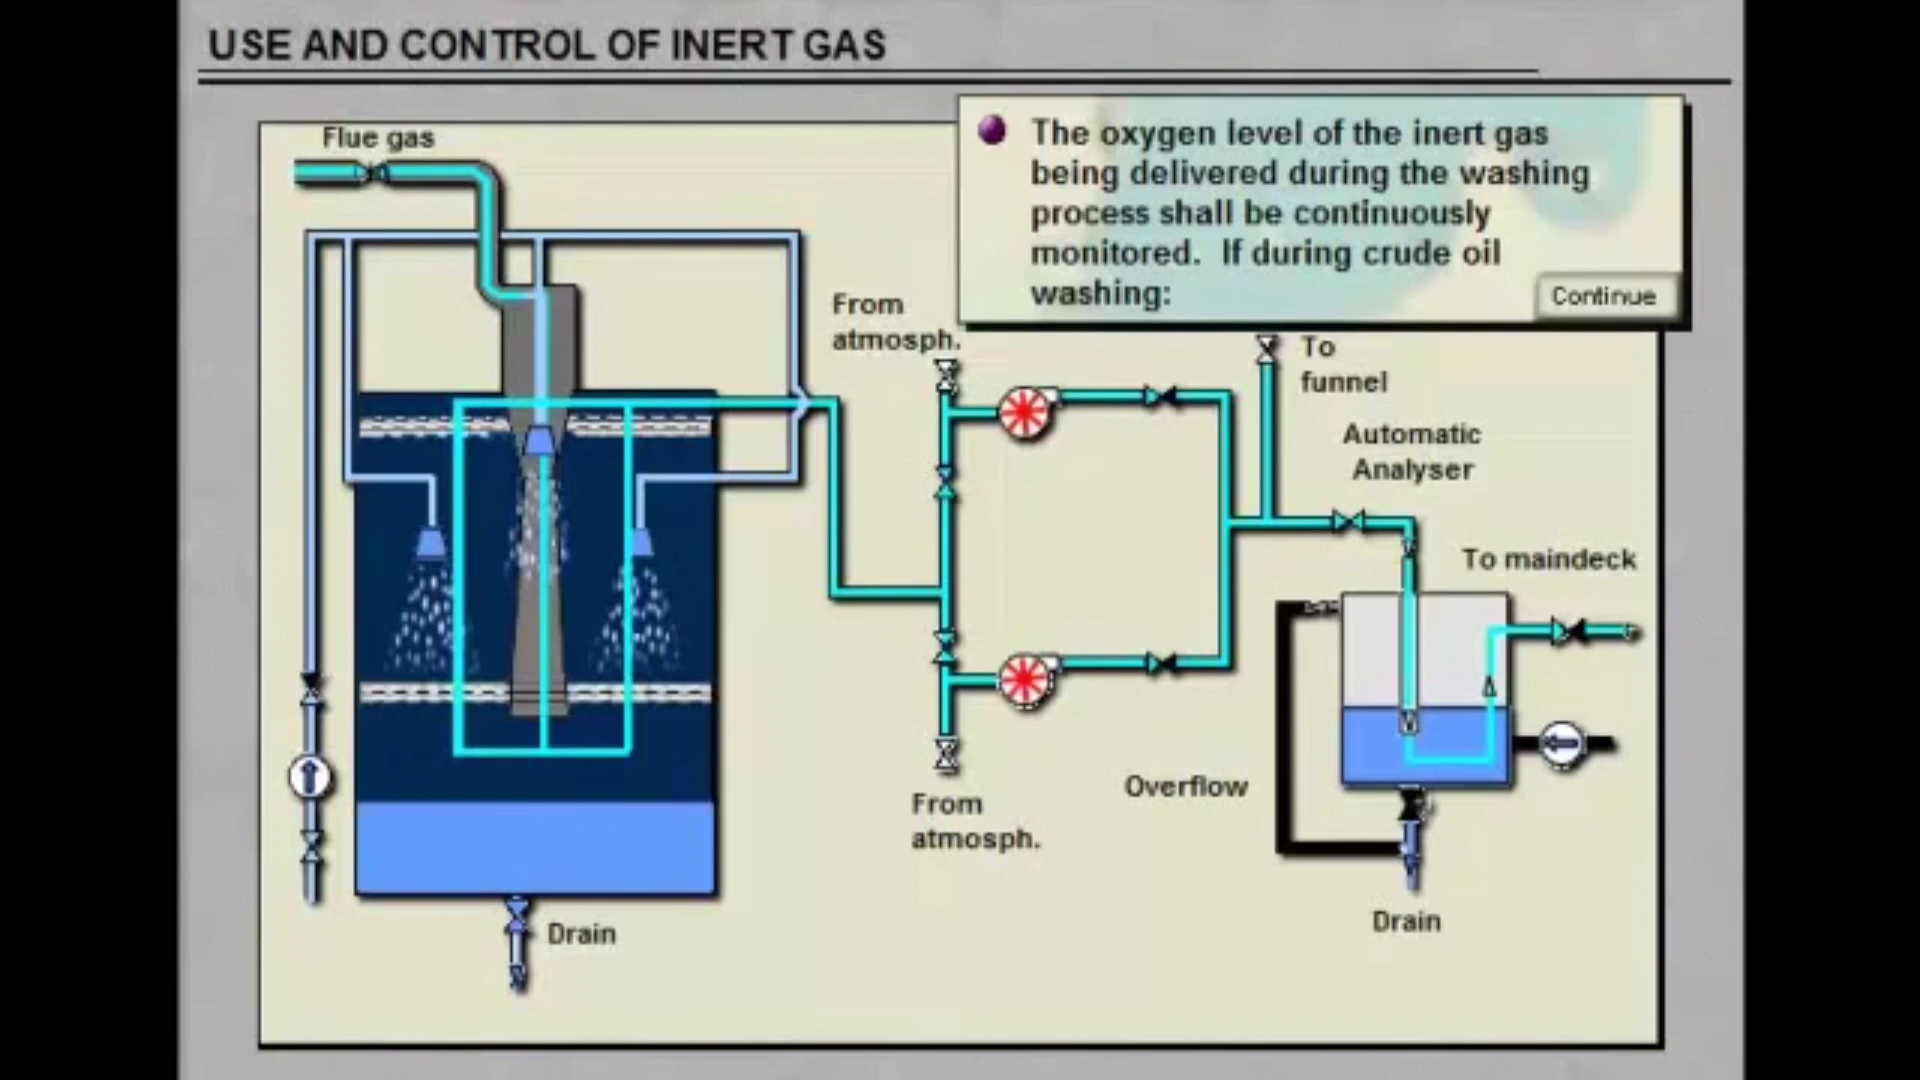 USE AND CONTROL OF INERT GAS
The oxygen level of the inert gas
being delivered during the washing
process shall be continuously
monitored.  If during crude oil
washing:
Continue
Flue gas
From
atmosph.
To
funnel
Automatic
Analyser
To maindeck
Overflow
From
atmosph.
Drain
Drain